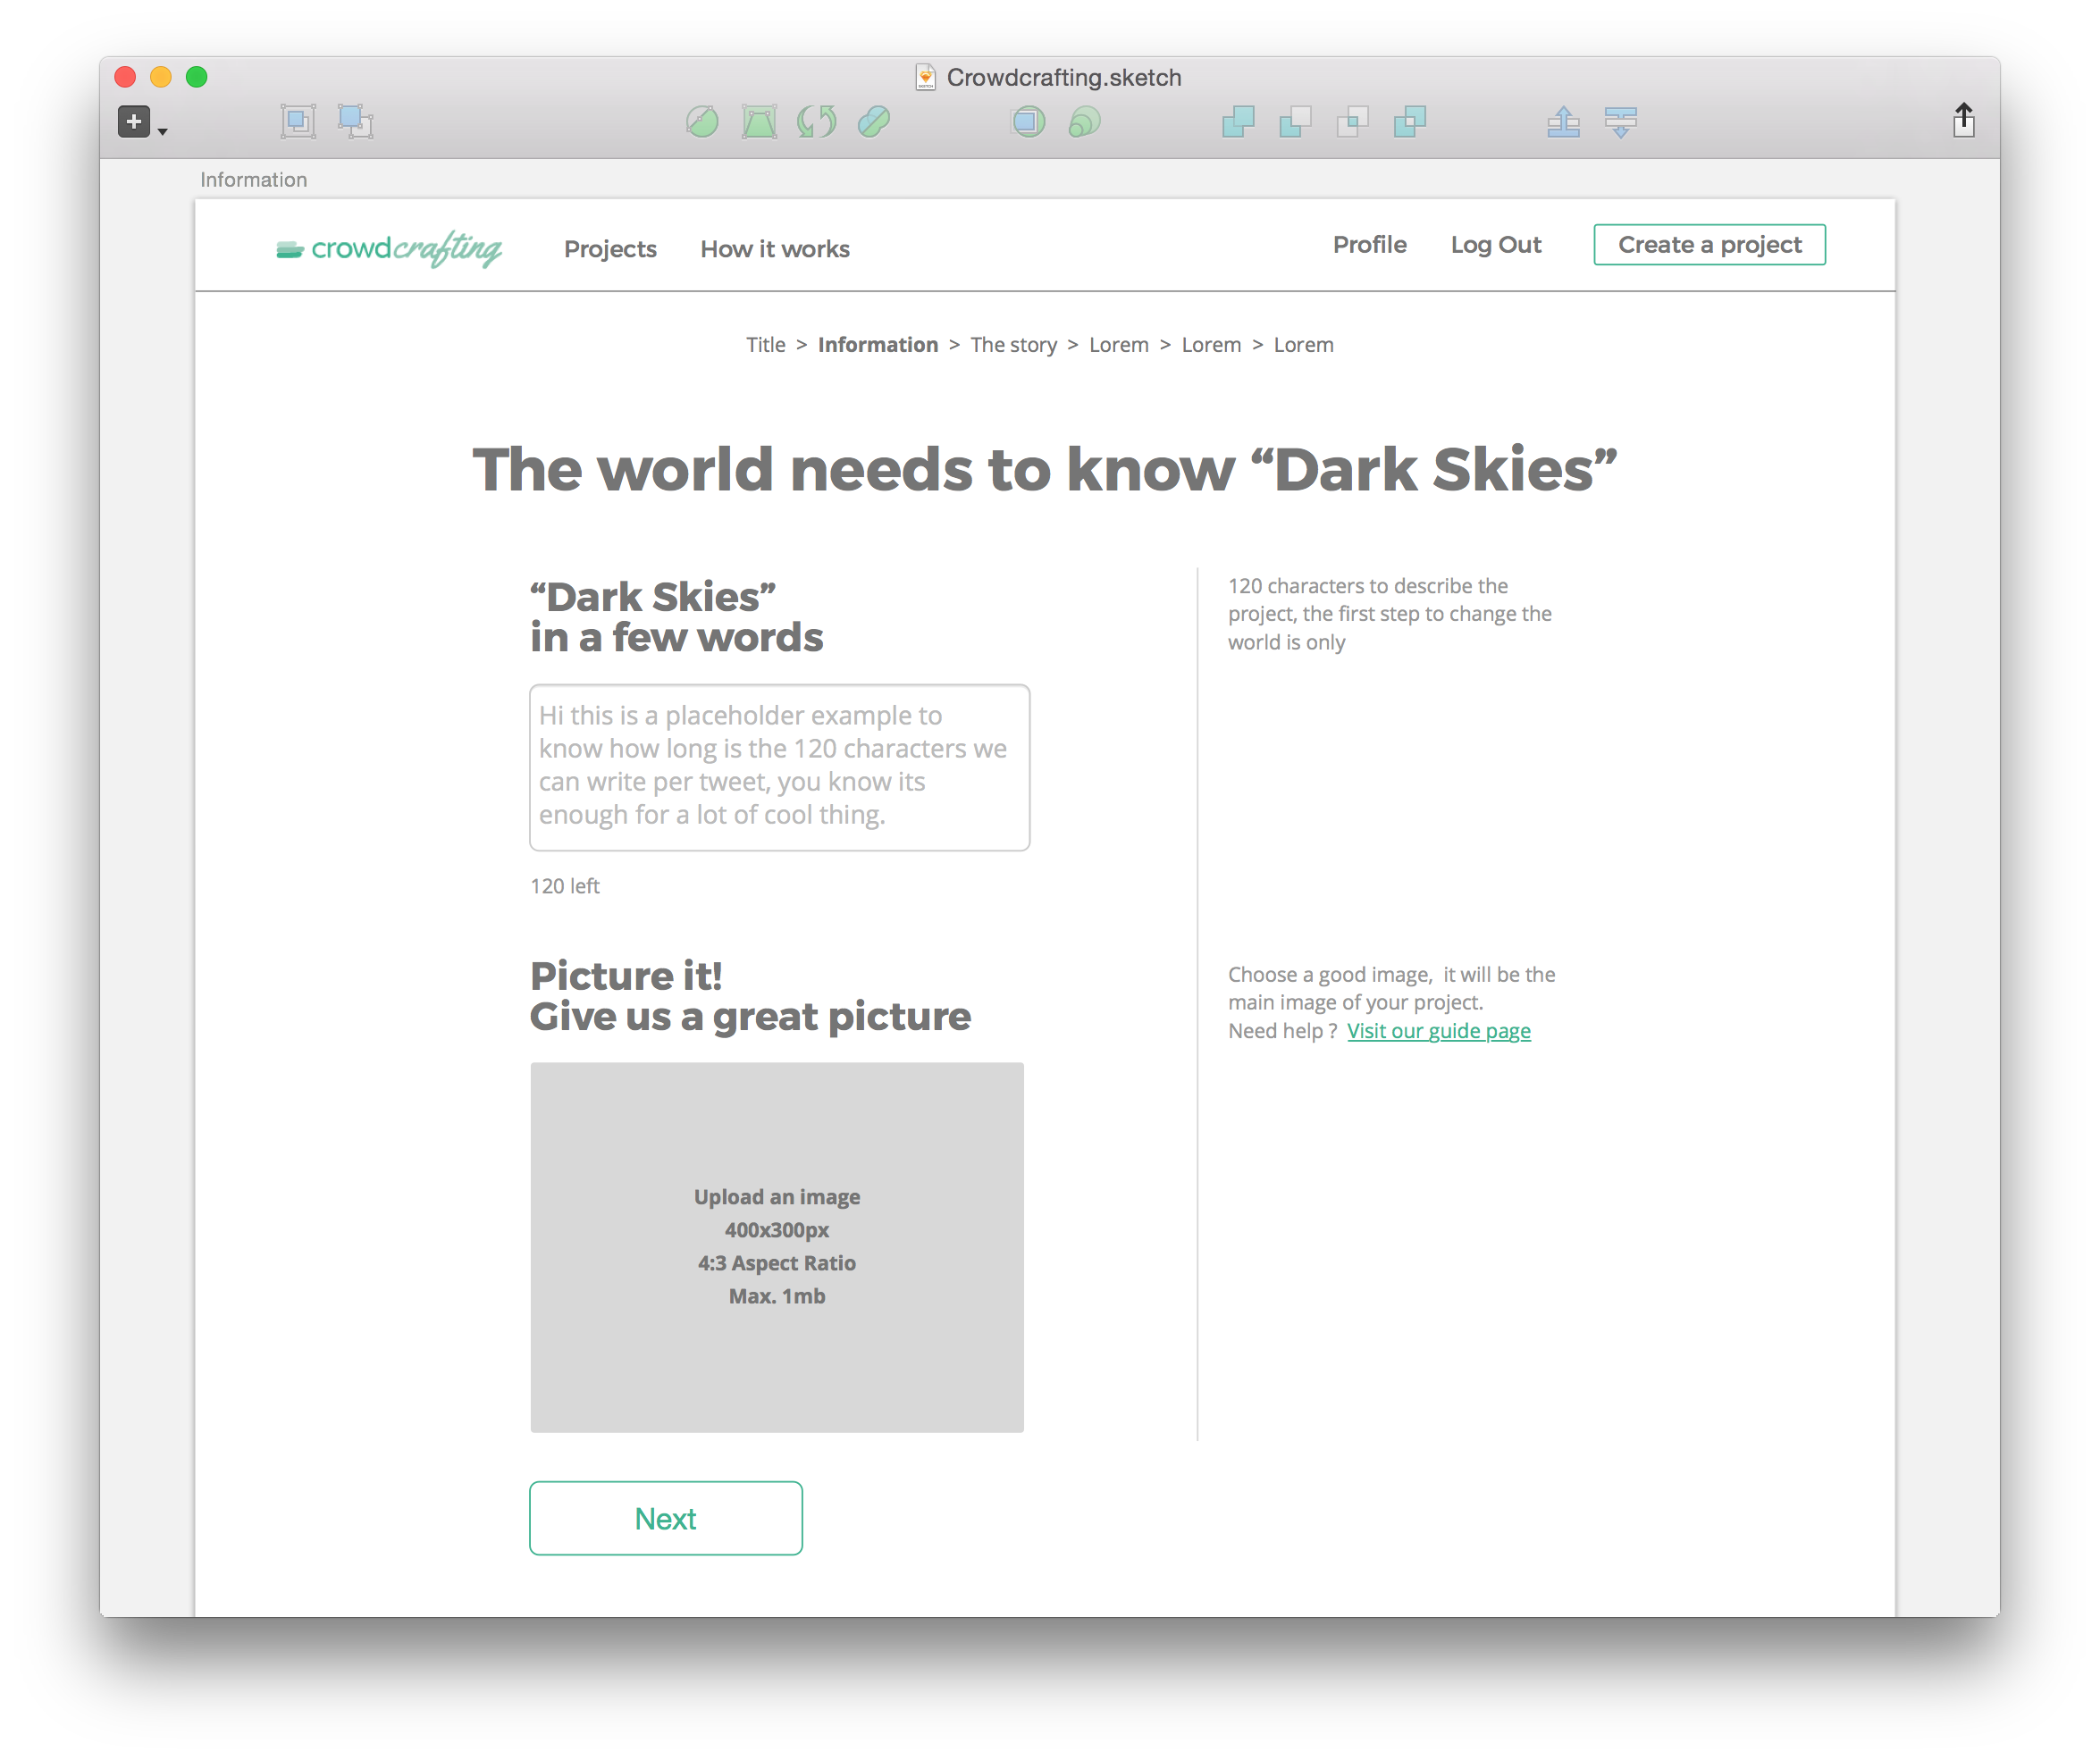 Crowdcrafting.sketch
Information
crowdcrafting Projects How it works Profile Log Out Create a project
Title > Information > The story > Lorem > Lorem > Lorem
The world needs to know “Dark Skies”
“Dark Skies”
in a few words
Hi this is a placeholder example to
know how long is the 120 characters we
can write per tweet, you know its
enough for a lot of cool thing.
120 left
120 characters to describe the
project, the first step to change the
world is only
Picture it!
Give us a great picture
Choose a good image,  it will be the
main image of your project.
Need help ?  Visit our guide page
Upload an image
400x300px
4:3 Aspect Ratio
Max. 1mb
Next